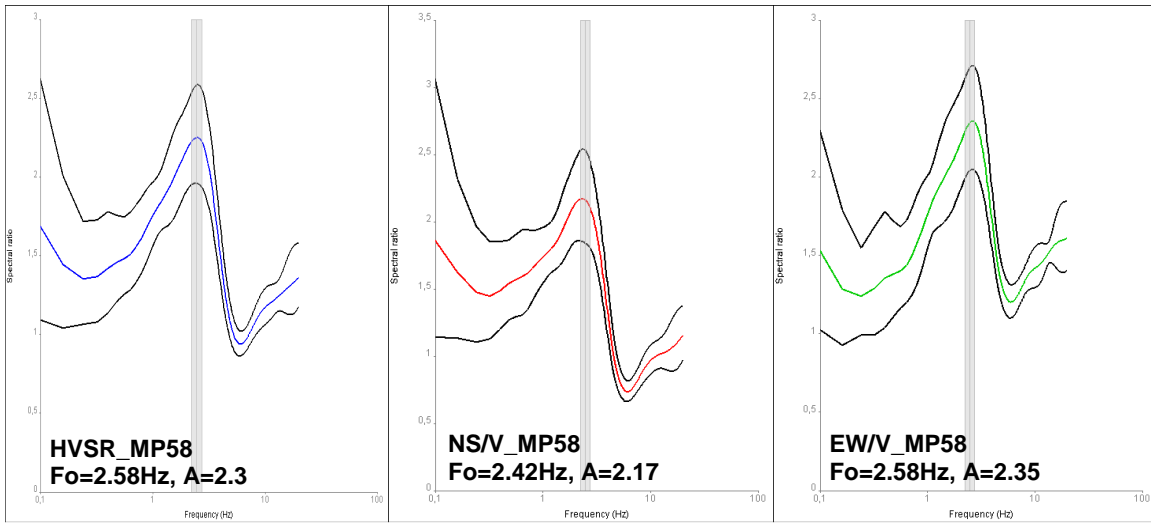 3
2,5
2
1,5
1
0,5
0
Spectral ratio
0,1
1
10
100
Frequency (Hz)
HVSR_MP58
Fo=2.58Hz, A=2.3
3,5
3
2,5
2
1,5
1
0,5
0
Spectral ratio
0,1
1
10
100
Frequency (Hz)
NS/V_MP58
Fo=2.42Hz, A=2.17
3
2,5
2
1,5
1
0,5
0
Spectral ratio
0,1
1
10
100
Frequency (Hz)
EW/V_MP58
Fo=2.58Hz, A=2.35